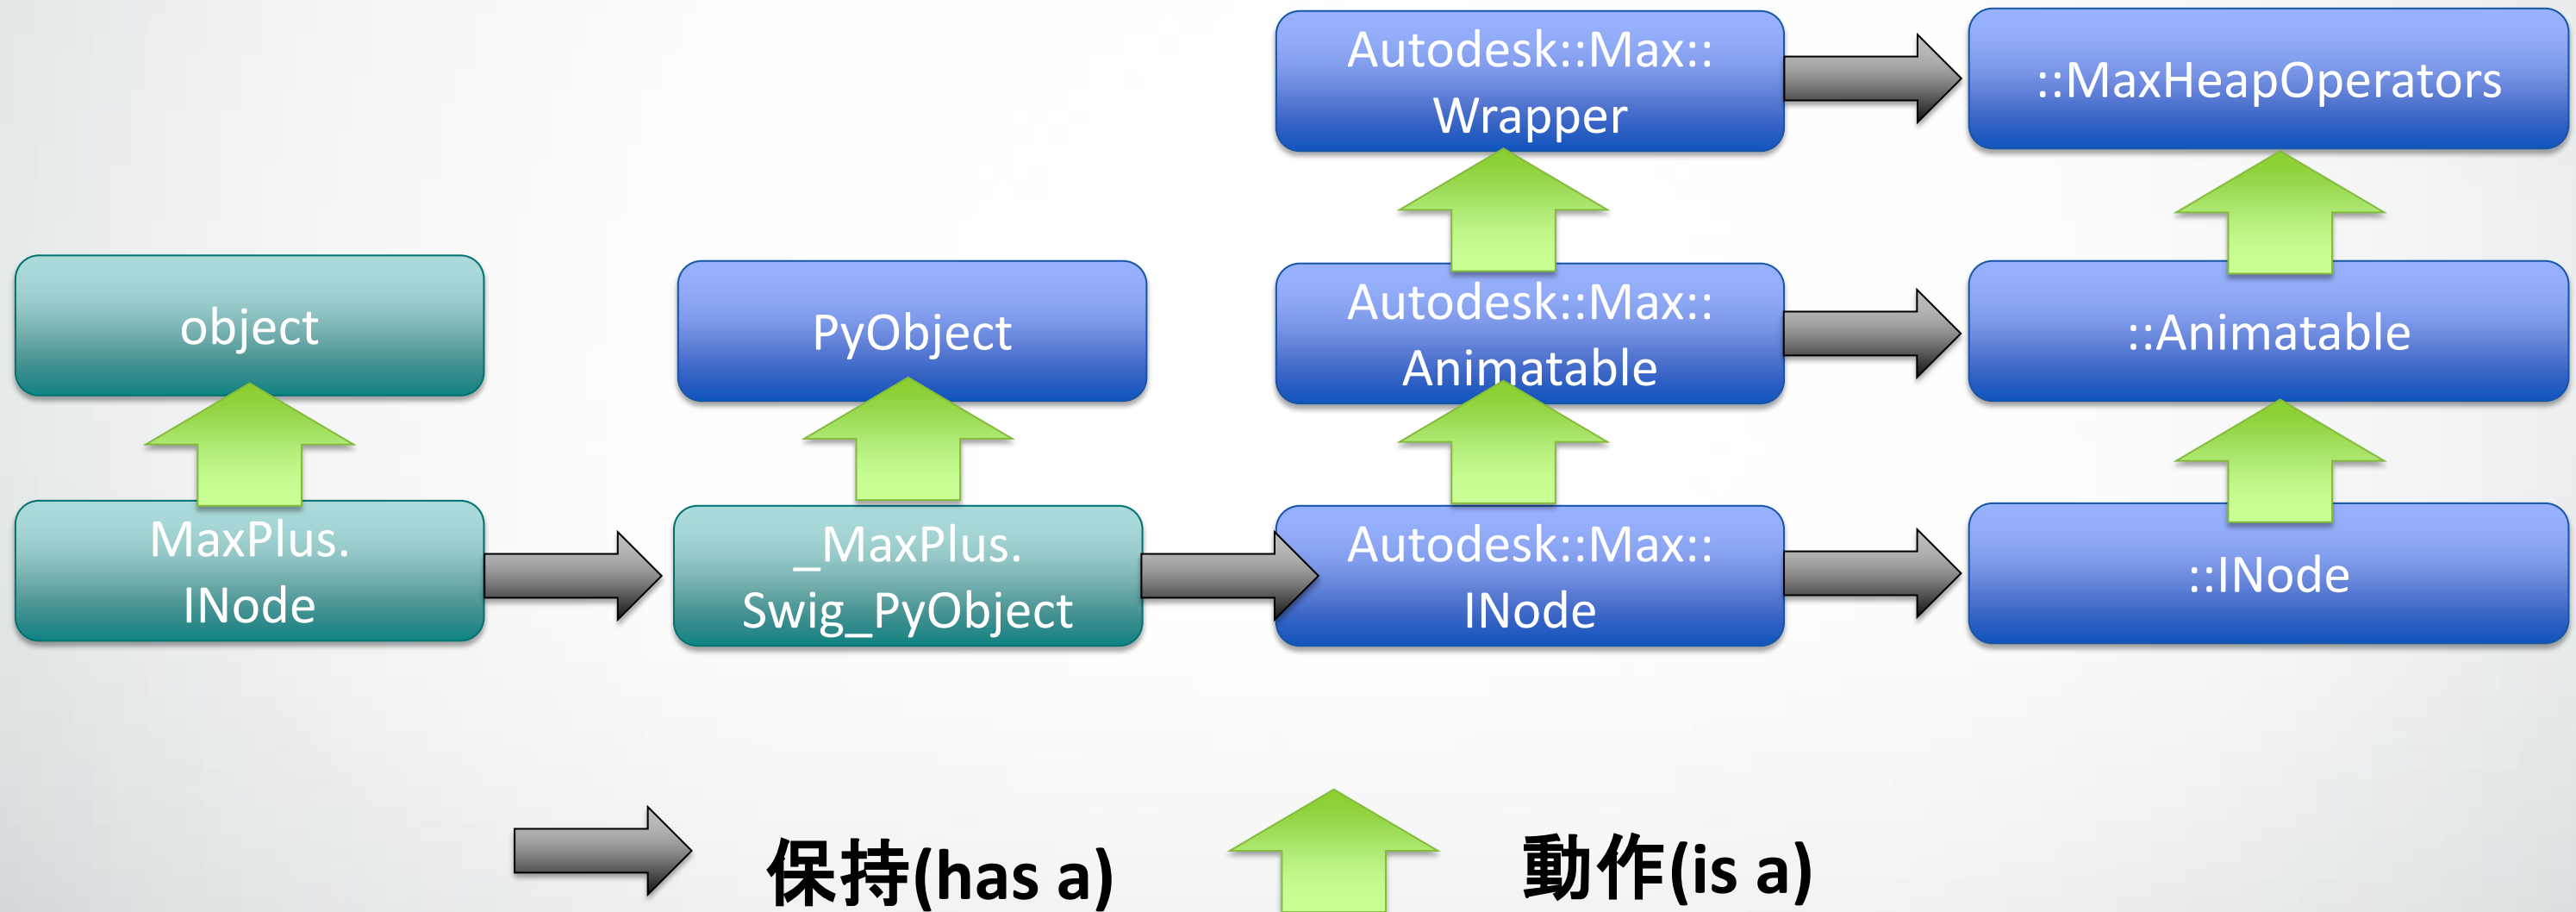 Autodesk::Max::
Wrapper
::MaxHeapOperators
object
PyObject
Autodesk::Max::
Animatable
::Animatable
MaxPlus.
INode
_MaxPlus.
Swig_PyObject
Autodesk::Max::
INode
::INode
保持(has a)
動作(is a)